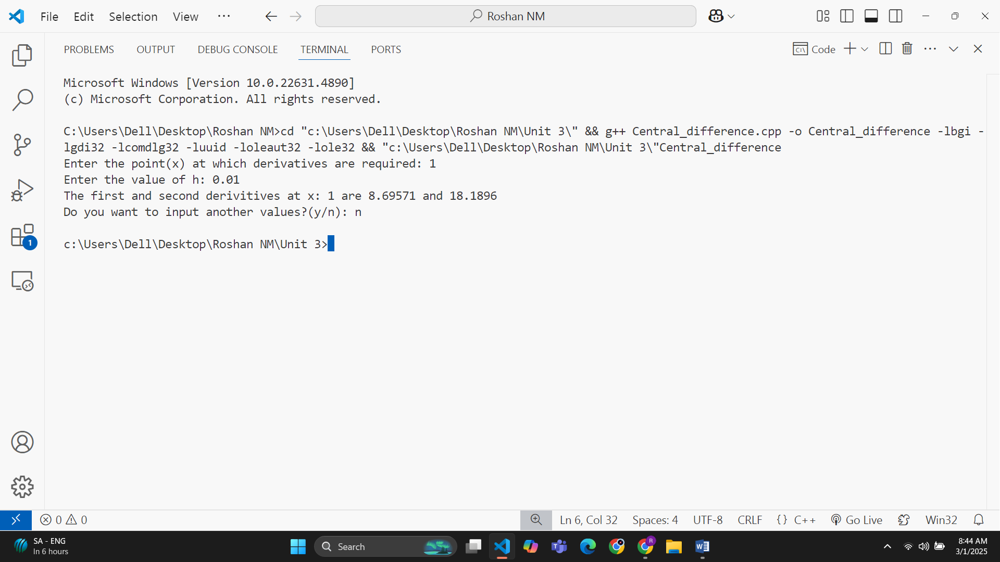 File Edit Selection View ··· Roshan NM
PROBLEMS OUTPUT DEBUG CONSOLE TERMINAL PORTS Code
Microsoft Windows [Version 10.0.22631.4890]
(c) Microsoft Corporation. All rights reserved.
C:\Users\Dell\Desktop\Roshan NM>cd "c:\Users\Dell\Desktop\Roshan NM\Unit 3\" && g++ Central_difference.cpp -o Central_difference -lbgi -
lgdi32 -lcomdlg32 -luuid -loleaut32 -lole32 && "c:\Users\Dell\Desktop\Roshan NM\Unit 3\"Central_difference
Enter the point(x) at which derivatives are required: 1
Enter the value of h: 0.01
The first and second derivitives at x: 1 are 8.69571 and 18.1896
Do you want to input another values?(y/n): n
c:\Users\Dell\Desktop\Roshan NM\Unit 3>
1
0 0 Ln 6, Col 32 Spaces: 4 UTF-8 CRLF {} C++ Go Live Win32
SA - ENG
In 6 hours
Search
R
8:44 AM
3/1/2025